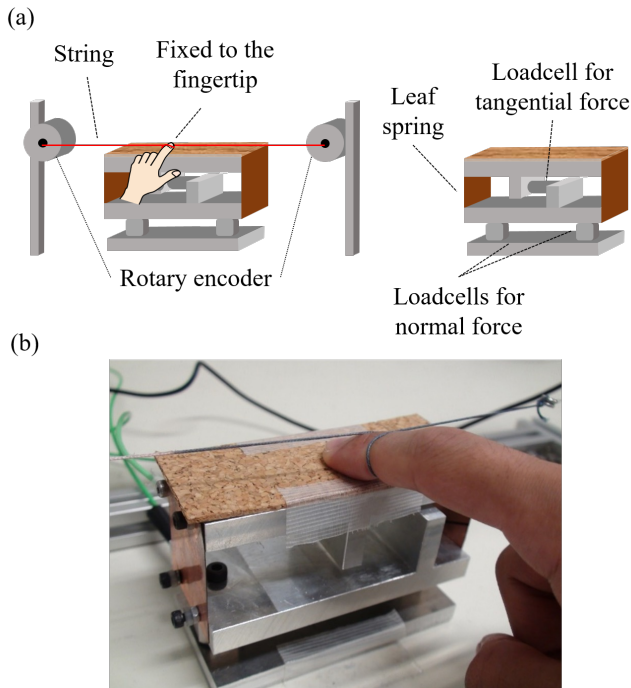 (a)
String
Fixed to the
fingertip
Rotary encoder
Leaf
spring
Loadcell for
tangential force
Loadcells for
normal force
(b)